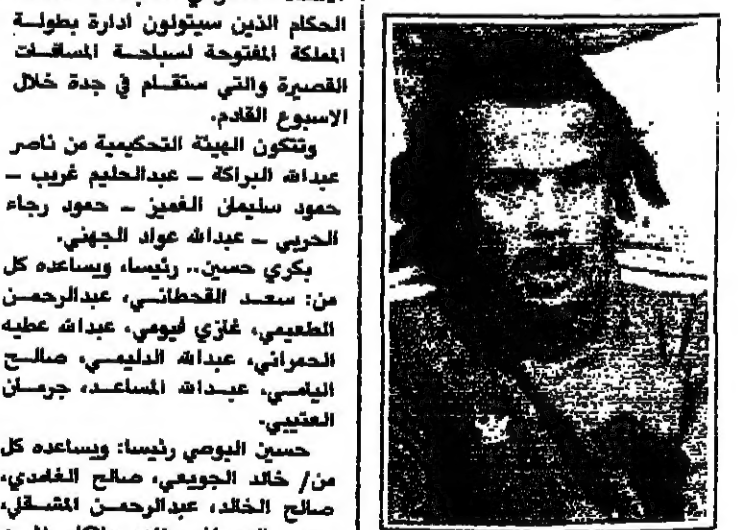 الحكام الذين سيتولون ادارة بطولة
المملكة المفتوحة لسباحة المسافات
القصيرة والتي ستقام في جدة خلال
الاسبوع القادم.
وتتكون الهيئة التحكيمية من ناصر
عبدالله البراكة – عبدالحليم غريب –
حمود سليمان الغميز – حمود رجاء
الحربي – عبدالله عواد الجهني.
بكري حسين.. رئيسا، ويساعده كل
من: سعد القحطاني، عبدالرحمن
الطعيمي، غازي فيومي، عبدالله عطيه
الحمراني، عبدالله الدليمي، صالح
اليامي، عبدالله المساعد، جرمان
العتيبي.
حسين البوصي رئيسا: ويساعده كل
من/ خالد الجويعي، صالح الغامدي،
صالح الخالد، عبدالرحمن المشقلي،